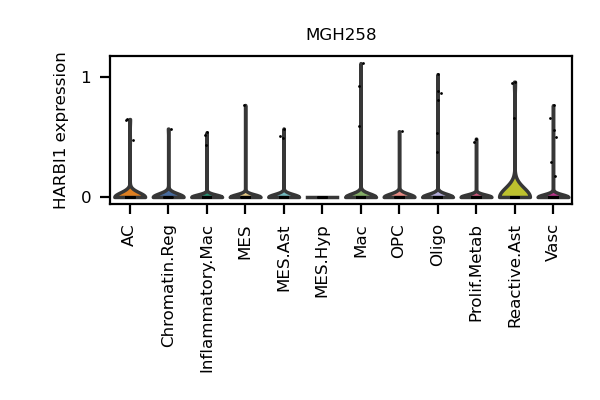 MGH258
HARBI1 expression
1
0
AC
Chromatin.Reg
Inflammatory.Mac
MES
MES.Ast
MES.Hyp
Mac
OPC
Oligo
Prolif.Metab
Reactive.Ast
Vasc